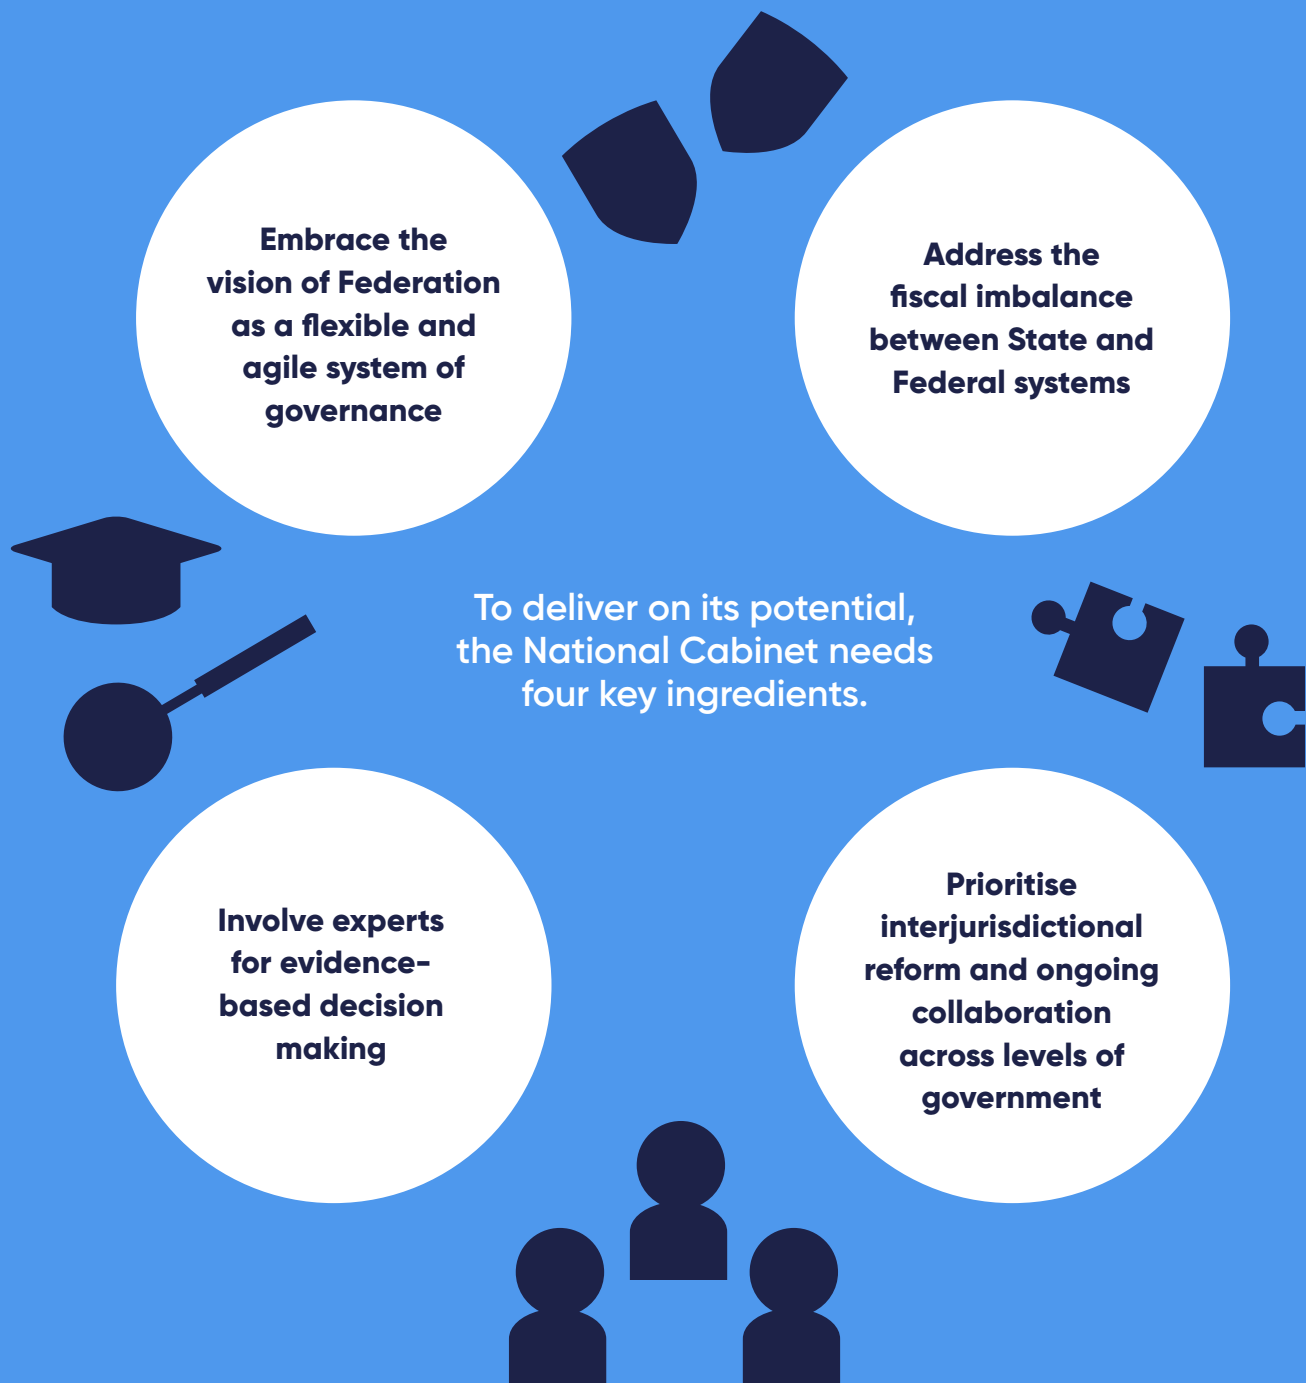 Embrace the
vision of Federation
as a flexible and
agile system of
governance
Address the
fiscal imbalance
between State and
Federal systems
To deliver on its potential,
the National Cabinet needs
four key ingredients.
Involve experts
for evidence-
based decision
making
Prioritise
interjurisdictional
reform and ongoing
collaboration
across levels of
government